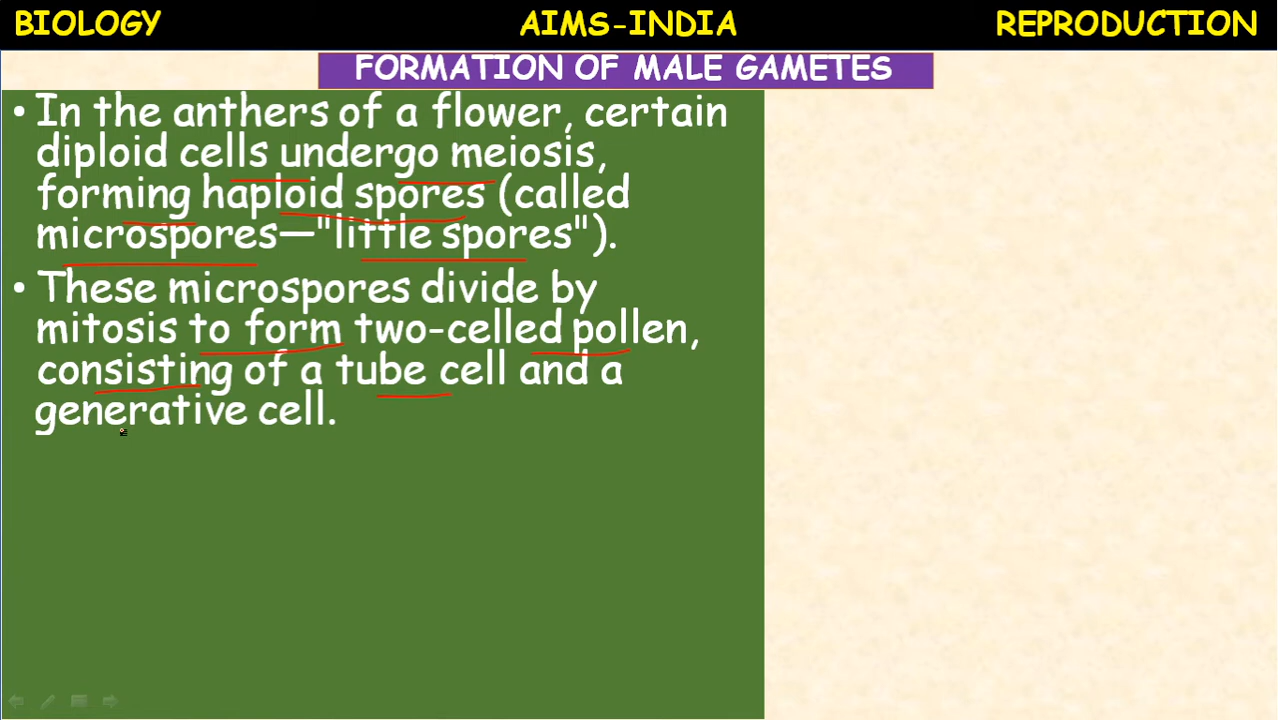 BIOLOGY AIMS-INDIA REPRODUCTION
FORMATION OF MALE GAMETES
• In the anthers of a flower, certain
diploid cells undergo meiosis,
forming haploid spores (called
microspores—"little spores").
• These microspores divide by
mitosis to form two-celled pollen,
consisting of a tube cell and a
generative cell.